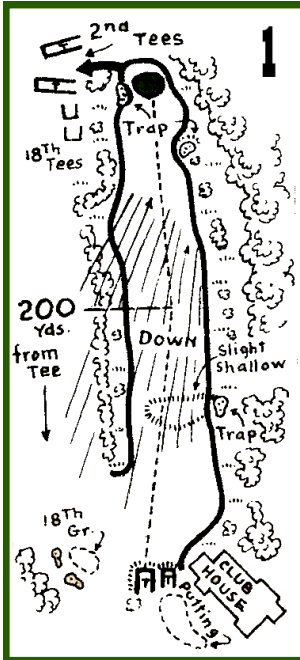 1
2nd
Tees
Trap
18Th
Tees
200
Yds.
from
Tee
Down
Slight
Shallow
Trap
18Th
Gr.
T
CLUB
HOUSE
Putting